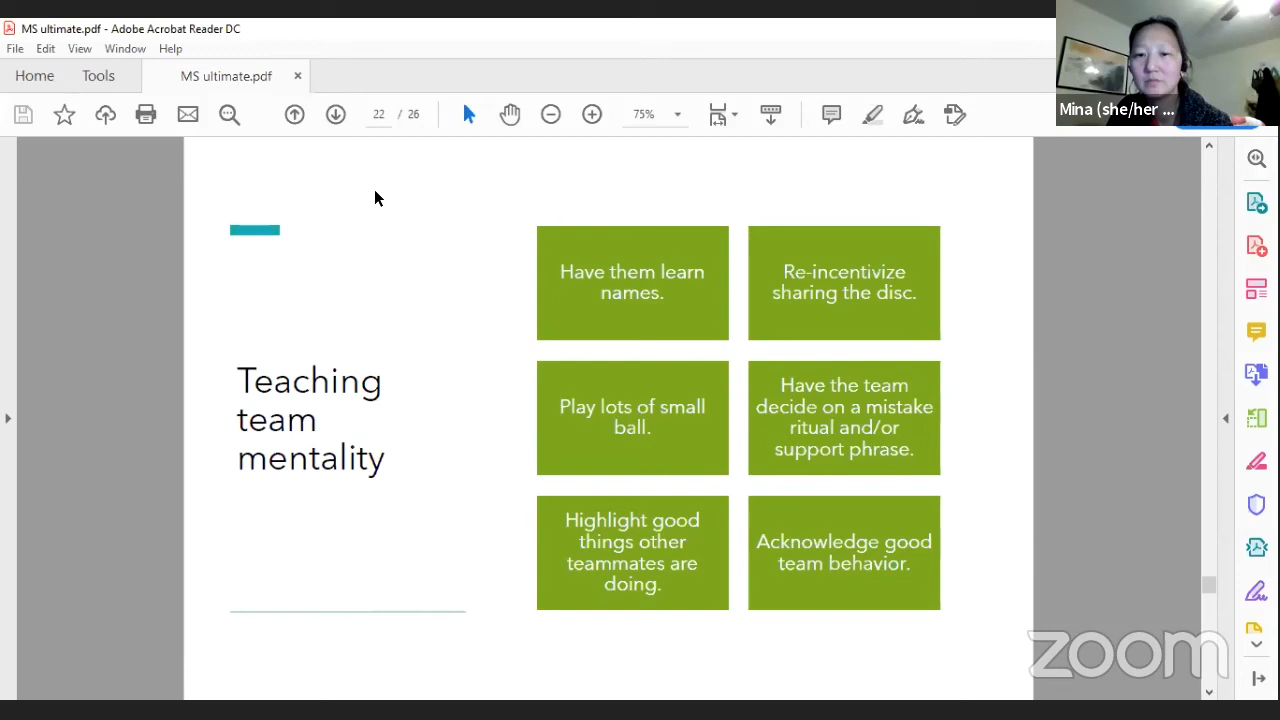 MS ultimate.pdf - Adobe Acrobat Reader DC
File Edit View Window Help
Home Tools MS ultimate.pdf ×
22 / 26 75%
Mina (she/her ...
Teaching
team
mentality
Have them learn
names.
Re-incentivize
sharing the disc.
Play lots of small
ball.
Have the team
decide on a mistake
ritual and/or
support phrase.
Highlight good
things other
teammates are
doing.
Acknowledge good
team behavior.
zoom